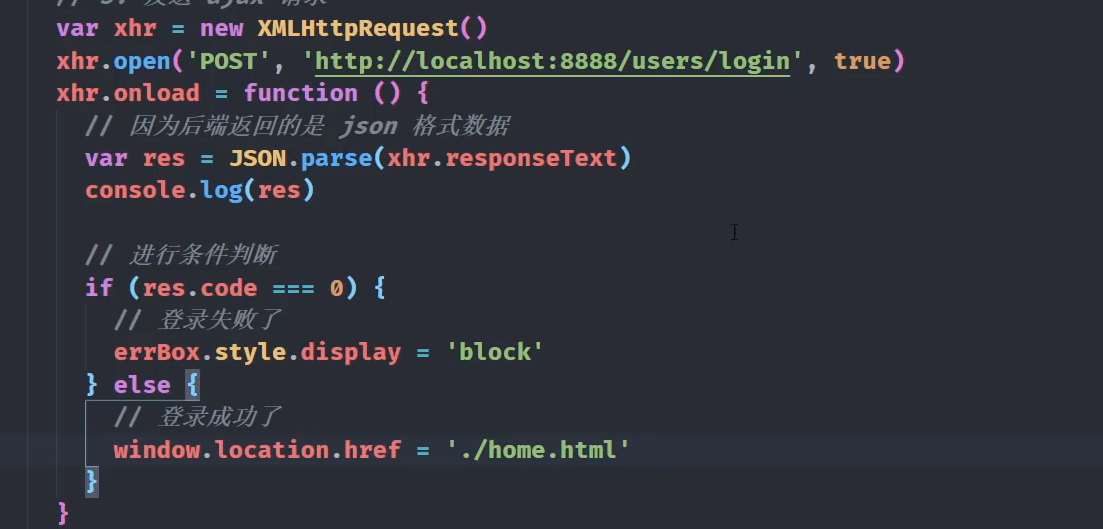 var xhr = new XMLHttpRequest()
xhr.open('POST', 'http://localhost:8888/users/login', true)
xhr.onload = function () {
// 因为后端返回的是 json 格式数据
var res = JSON.parse(xhr.responseText)
console.log(res)
// 进行条件判断
if (res.code === 0) {
// 登录失败了
errBox.style.display = 'block'
} else {
// 登录成功了
window.location.href = './home.html'
}
}